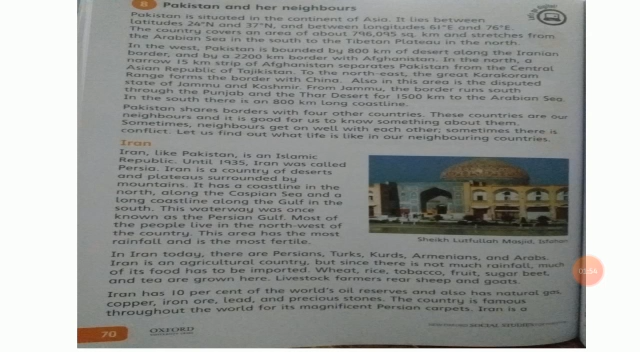 8 Pakistan and her neighbours
Pakistan is situated in the continent of Asia. It lies between
latitudes 24°N and 37°N, and between longitudes 61°E and 76°E.
The country covers an area of about 796,095 sq. km and stretches from
the Arabian Sea in the south to the Tibetan Plateau in the north.
In the west, Pakistan is bounded by 800 km of desert along the Iranian
border, and by a 2200 km border with Afghanistan. In the north, a
narrow 15 km strip of Afghanistan separates Pakistan from the Central
Asian Republic of Tajikistan. To the north-east, the great Karakoram
Range forms the border with China. Also in this area is the disputed
state of Jammu and Kashmir. From Jammu, the border runs south
through the Punjab and the Thar Desert for 1500 km to the Arabian Sea.
In the south there is an 800 km long coastline.
Pakistan shares borders with four other countries. These countries are our
neighbours and it is good for us to know something about them.
Sometimes, neighbours get on well with each other; sometimes there is
conflict. Let us find out what life is like in our neighbouring countries.
Iran
Iran, like Pakistan, is an Islamic
Republic. Until 1935, Iran was called
Persia. Iran is a country of deserts
and plateaus surrounded by
mountains. It has a coastline in the
north, along the Caspian Sea and a
long coastline along the Gulf in the
south. This waterway was once
known as the Persian Gulf. Most of
the people live in the north-west of
the country. This area has the most
rainfall and is the most fertile.
Sheikh Lutfullah Masjid, Isfahan
In Iran today, there are Persians, Turks, Kurds, Armenians, and Arabs.
Iran is an agricultural country, but since there is not much rainfall, much
of its food has to be imported. Wheat, rice, tobacco, fruit, sugar beet,
and tea are grown here. Livestock farmers rear sheep and goats.
Iran has 10 per cent of the world's oil reserves and also has natural gas,
copper, iron ore, lead, and precious stones. The country is famous
throughout the world for its magnificent Persian carpets. Iran is a
70
OXFORD
SOCIAL STUDIES